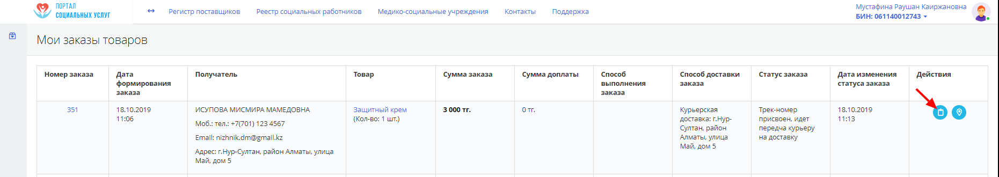 ПОРТАЛ
СОЦИАЛЬНЫХ УСЛУГ
Регистр поставщиков
Реестр социальных работников
Медико-социальные учреждения
Контакты
Поддержка
Мустафина Раушан Каиржановна
БИН: 061140012743
Мои заказы товаров
Номер заказа
Дата
формирования
заказа
Получатель
Товар
Сумма заказа
Сумма доплаты
Способ
выполнения
заказа
Способ доставки
заказа
Статус заказа
Дата изменения
статуса заказа
Действия
351
18.10.2019
11:06
ИСУПОВА МИСМИРА МАМЕДОВНА
Моб.: тел.: +7(701) 123 4567
Email: nizhnik.dm@gmail.kz
Адрес: г.Нур-Султан, район Алматы, улица
Май, дом 5
Защитный крем
(Кол-во: 1 шт.)
3 000 тг.
0 тг.
Курьерская
доставка: г.Нур-
Султан, район
Алматы, улица
Май, дом 5
Трек-номер
присвоен, идет
передча курьеру
на доставку
18.10.2019
11:13